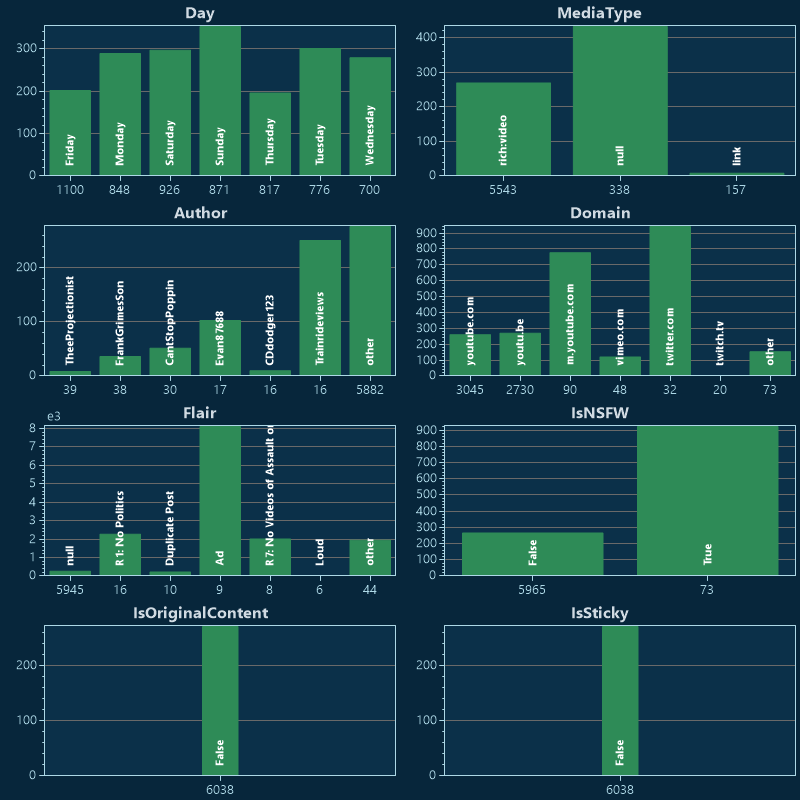 Day
300
200
100
0
Friday
Monday
Saturday
Sunday
Thursday
Tuesday
Wednesday
1100
848
926
871
817
776
700
MediaType
400
300
200
100
0
rich:video
null
link
5543
338
157
Author
200
100
0
TheeProjectionist
FrankGrimesSon
CantStopPoppin
Evan87688
CDdodger123
Trainrideviews
other
39
38
30
17
16
16
5882
Domain
900
800
700
600
500
400
300
200
100
0
youtube.com
youtu.be
m.youtube.com
vimeo.com
twitter.com
twitch.tv
other
3045
2730
90
48
32
20
73
Flair
e3
8
7
6
5
4
3
2
1
0
null
R1: No Politics
Duplicate Post
Ad
R7: No Videos of Assault or
Loud
other
5945
16
10
9
8
6
44
IsNSFW
900
800
700
600
500
400
300
200
100
0
False
True
5965
73
IsOriginalContent
200
100
0
False
6038
IsSticky
200
100
0
False
6038